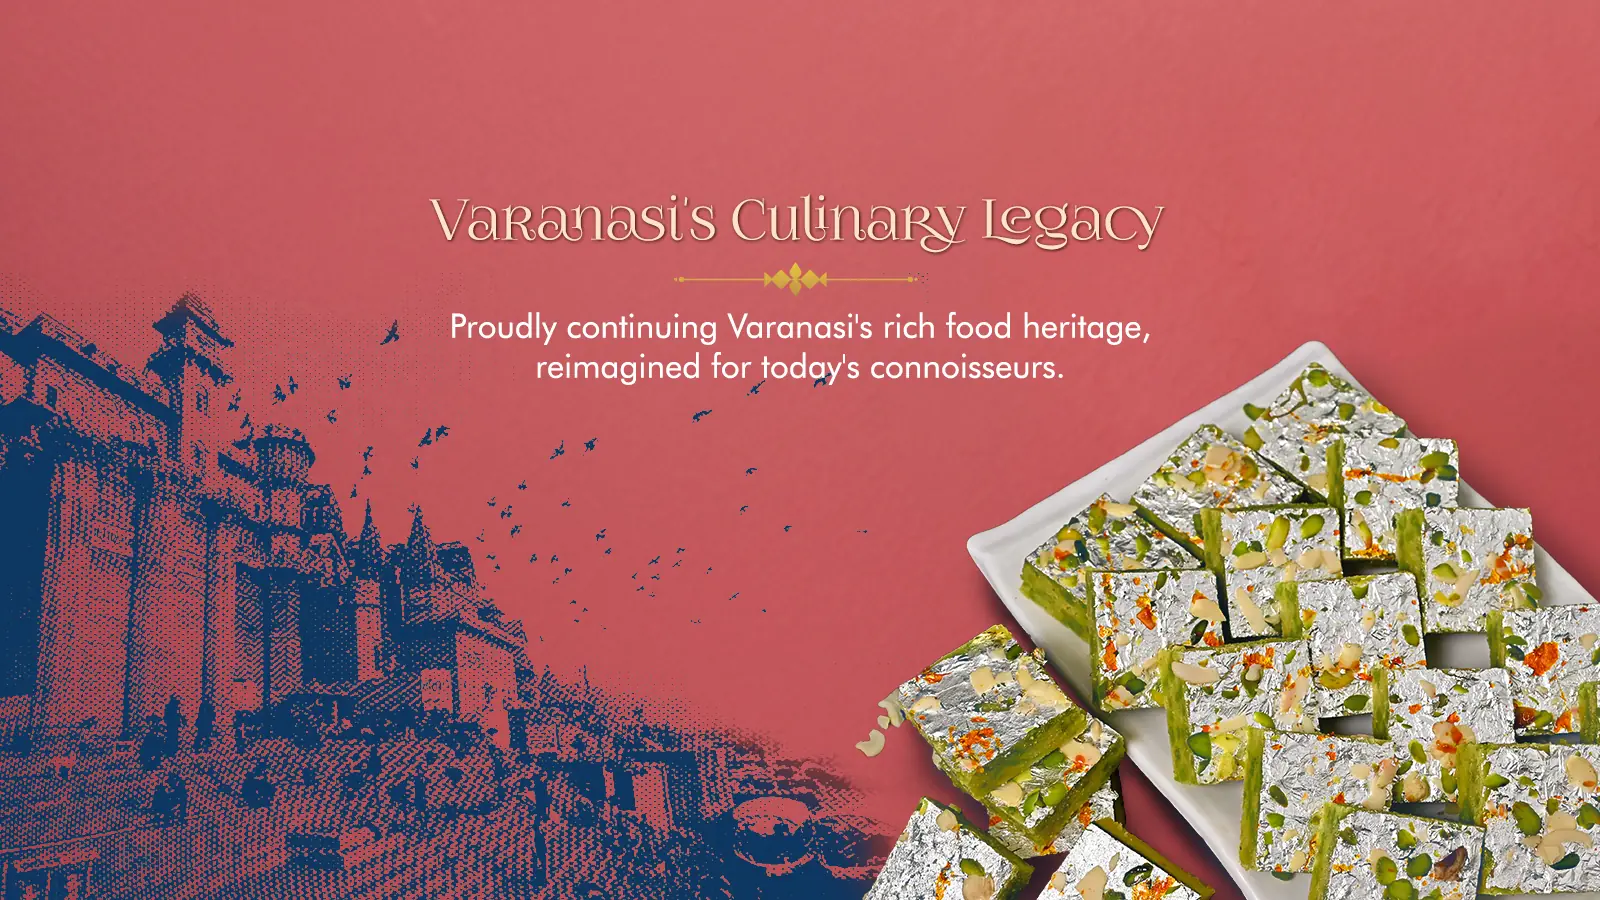 Varanasi's Culinary Legacy
Proudly continuing Varanasi's rich food heritage,
reimagined for today's connoisseurs.